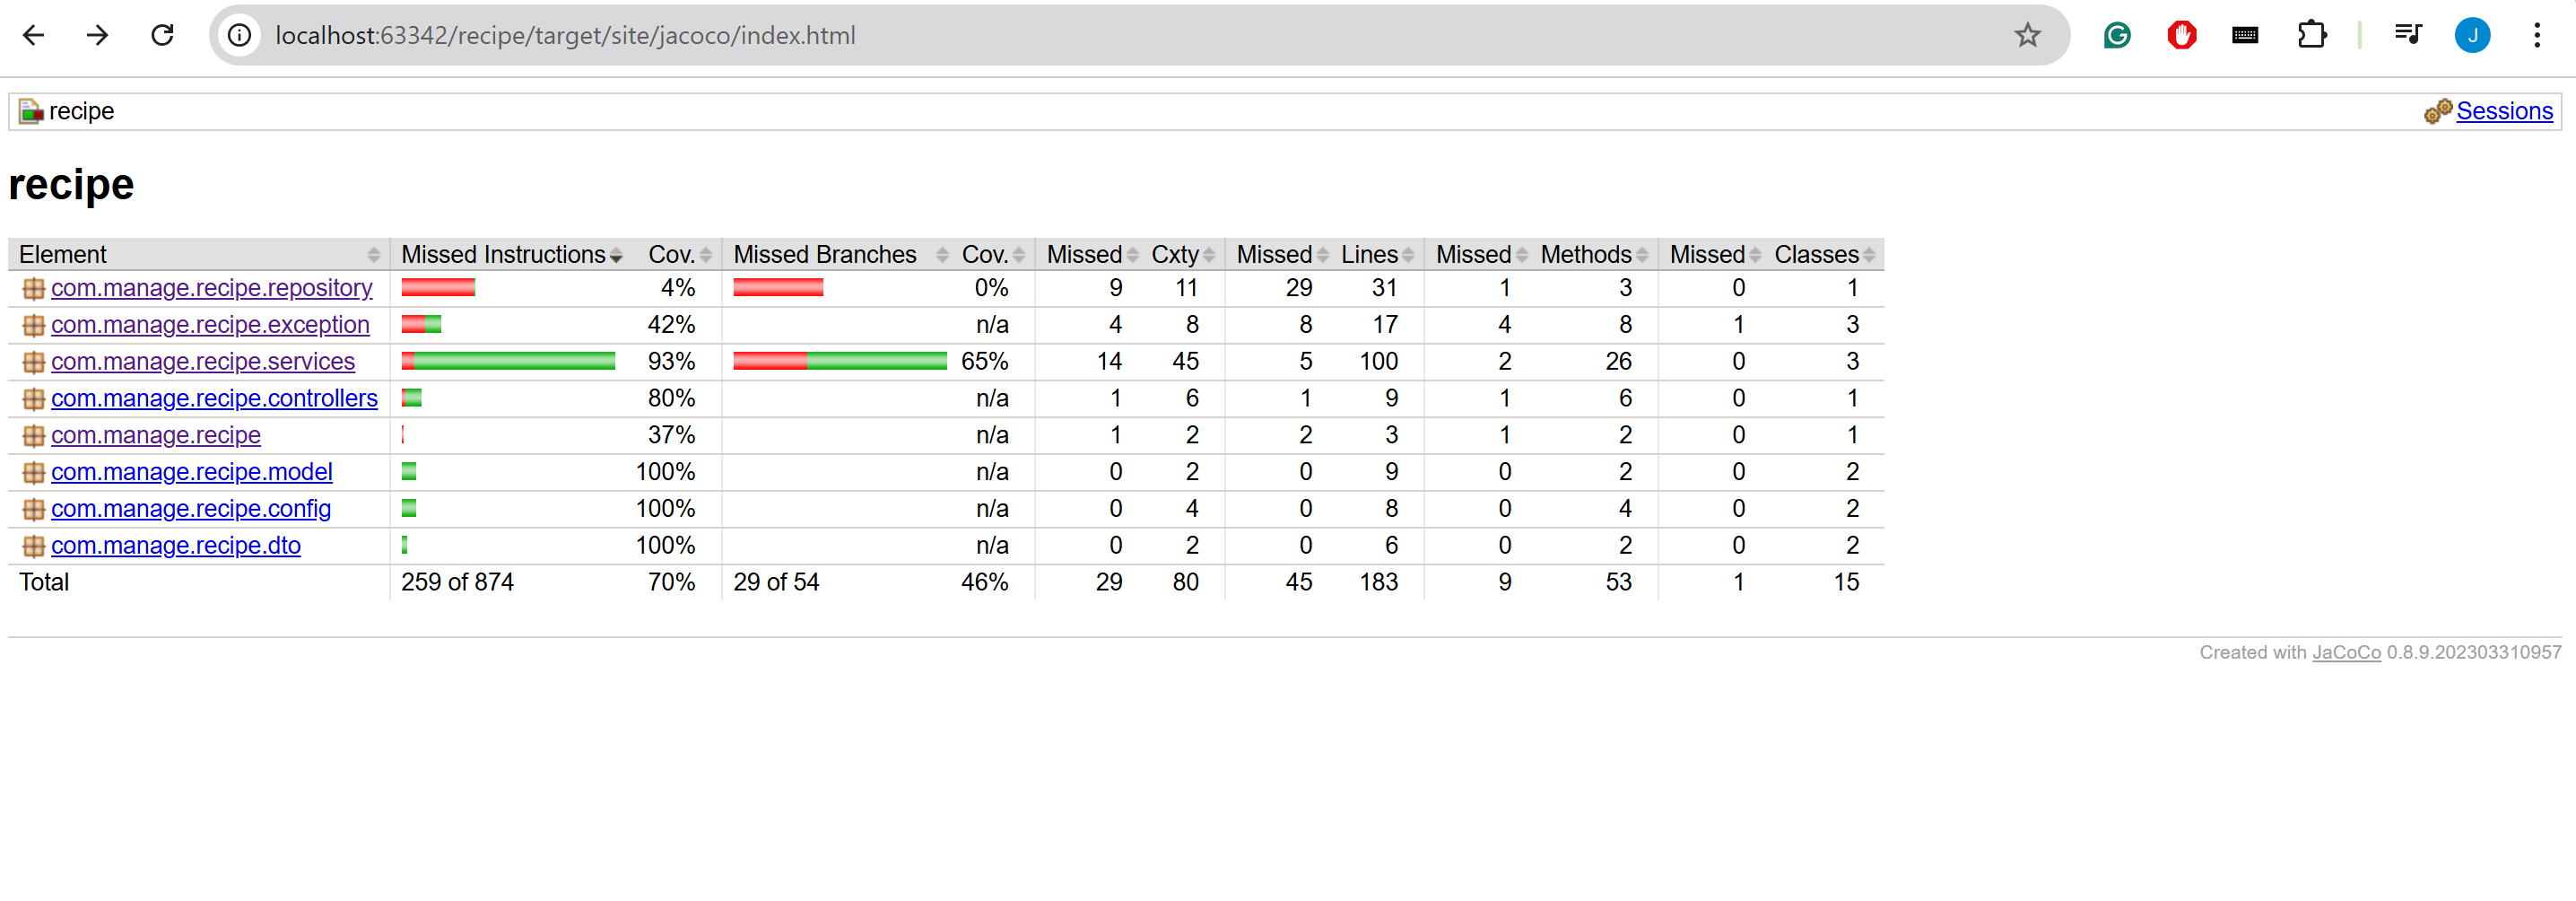 localhost:63342/recipe/target/site/jacoco/index.html
J
recipe Sessions
recipe
Element Missed Instructions Cov. Missed Branches Cov. Missed Cxty Missed Lines Missed Methods Missed Classes
com.manage.recipe.repository 4% 0% 9 11 29 31 1 3 0 1
com.manage.recipe.exception 42% n/a 4 8 8 17 4 8 1 3
com.manage.recipe.services 93% 65% 14 45 5 100 2 26 0 3
com.manage.recipe.controllers 80% n/a 1 6 1 9 1 6 0 1
com.manage.recipe 37% n/a 1 2 2 3 1 2 0 1
com.manage.recipe.model 100% n/a 0 2 0 9 0 2 0 2
com.manage.recipe.config 100% n/a 0 4 0 8 0 4 0 2
com.manage.recipe.dto 100% n/a 0 2 0 6 0 2 0 2
Total 259 of 874 70% 29 of 54 46% 29 80 45 183 9 53 1 15
Created with JaCoCo 0.8.9.202303310957